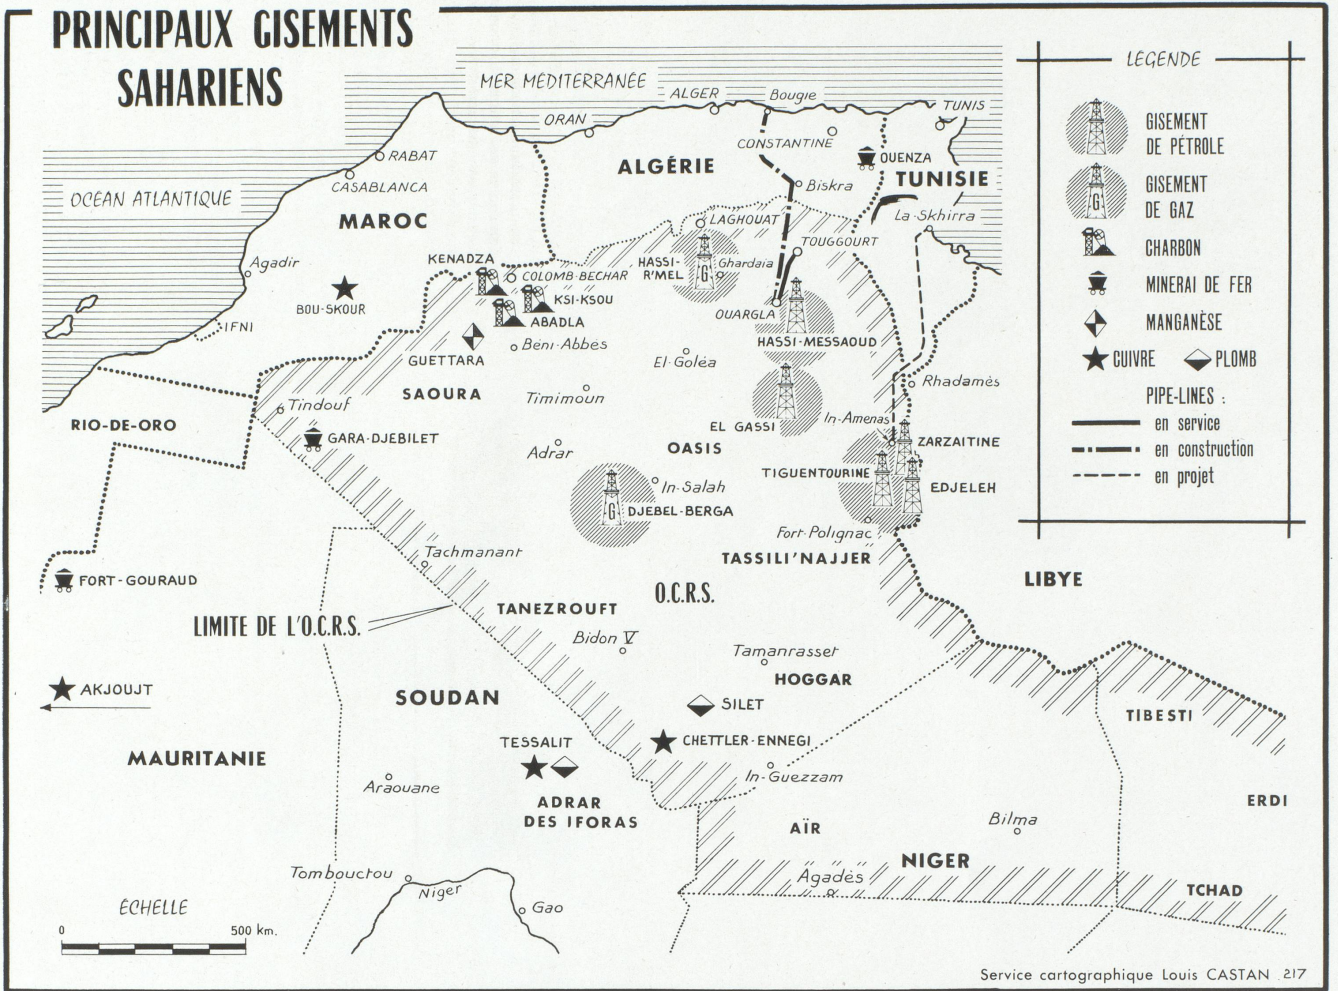 PRINCIPAUX GISEMENTS
SAHARIENS
MER MÉDITERRANÉE
OCÉAN ATLANTIQUE
ALGER
Bougie
TUNIS
ORAN
CONSTANTINE
OUENZA
RABAT
CASABLANCA
ALGÉRIE
TUNISIE
Biskra
MAROC
LAGHOUAT
La-Skhirra
TOUGGOURT
KENADZA
COLOMB-BECHAR
HASSI-
R'MEL
G
Ghardaia
Agadir
BOU-SKOUR
KSI-KSOU
ABADLA
OUARGLA
HASSI-MESSAOUD
IFNI
GUETTARA
Béni-Abbès
El-Goléa
Rhadamès
SAOURA
Timimoun
Tindouf
RIO-DE-ORO
GARA-DJEBILET
EL GASSI
In-Amenas
Adrar
OASIS
ZARZAITINE
TIGUENTOURINE
EDJELEH
In-Salah
G
DJEBEL-BERGA
Fort-Polignac
Tachmanant
TASSILI'NAJJER
FORT-GOURAUD
LIBYE
O.C.R.S.
TANEZROUFT
LIMITE DE L'O.C.R.S.
Bidon V
Tamanrasset
HOGGAR
AKJOUJT
SOUDAN
SILET
TIBESTI
TESSALIT
CHETTLER-ENNEGI
MAURITANIE
In-Guezzam
Araouane
ADRAR
DES IFORAS
ERDI
AÏR
Bilma
NIGER
Tombouctou
Niger
Agadès
TCHAD
Gao
ÉCHELLE
0 500 km.
LÉGENDE
GISEMENT
DE PÉTROLE
G
GISEMENT
DE GAZ
CHARBON
MINERAI DE FER
MANGANÈSE
CUIVRE PLOMB
PIPE-LINES :
en service
en construction
en projet
Service cartographique Louis CASTAN 217